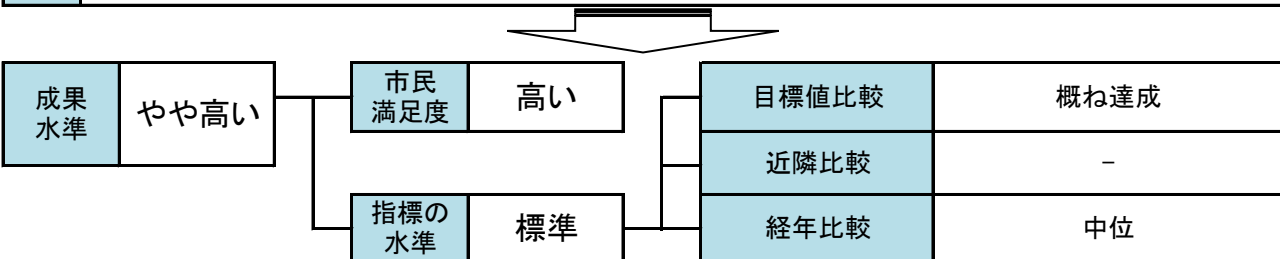 成果
水準
やや高い
市民
満足度
高い
指標の
水準
標準
目標値比較
概ね達成
近隣比較
－
経年比較
中位